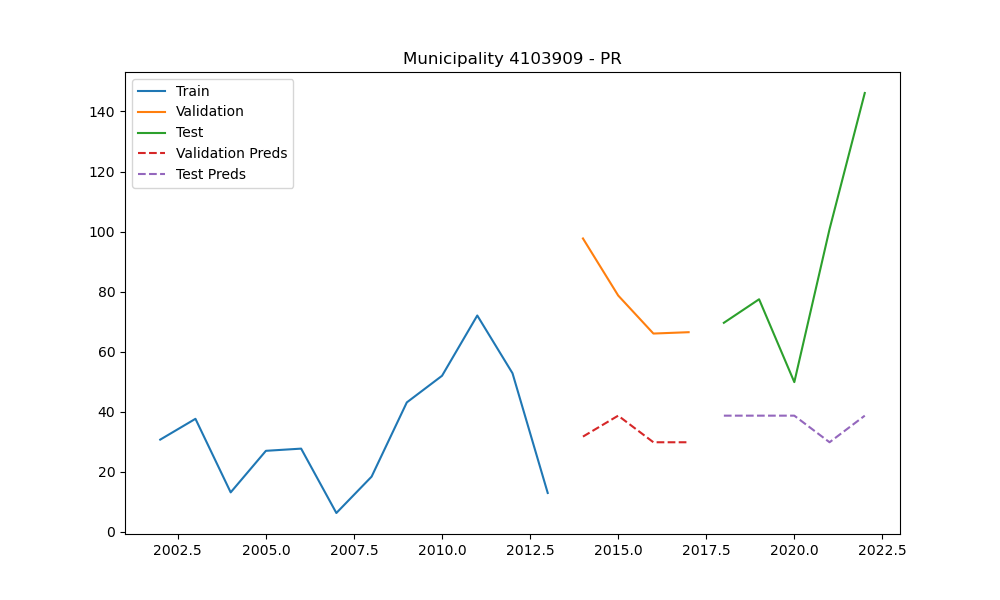 Municipality 4103909 - PR
Train
Validation
Test
Validation Preds
Test Preds
140
120
100
80
60
40
20
0
2002.5 2005.0 2007.5 2010.0 2012.5 2015.0 2017.5 2020.0 2022.5